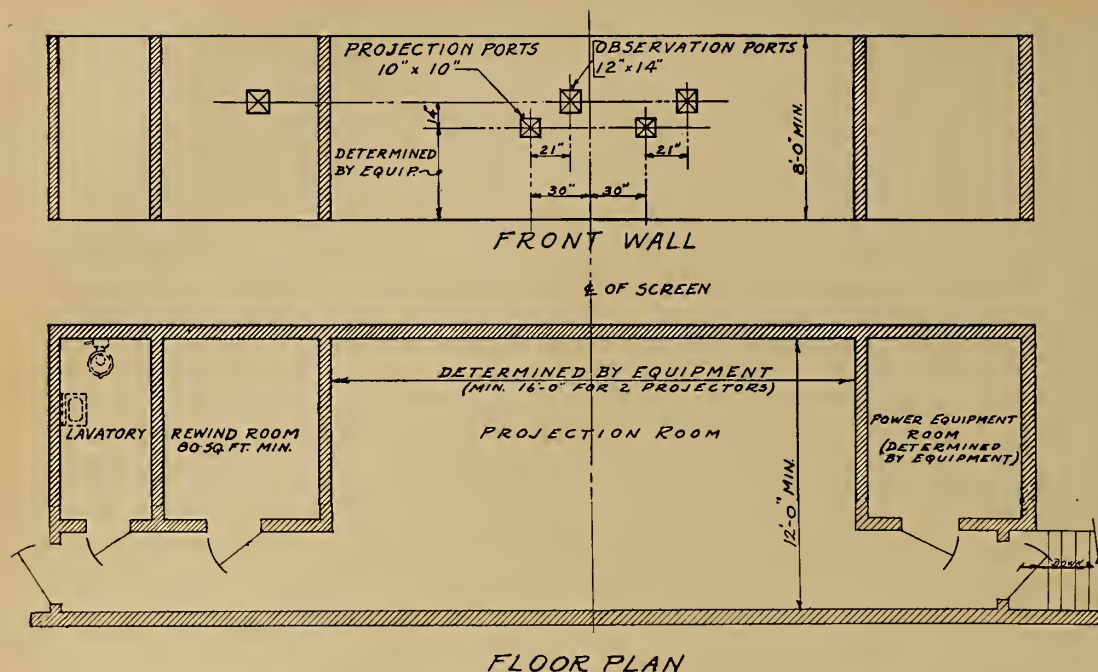 PROJECTION PORTS
10" x 10"
OBSERVATION PORTS
12" x 14"
14"
DETERMINED
BY EQUIP.
21"
21"
30"
30"
8'-0" MIN.
FRONT WALL
℄ OF SCREEN
DETERMINED BY EQUIPMENT
(MIN. 16'-0" FOR 2 PROJECTORS)
LAVATORY
REWIND ROOM
80 SQ. FT. MIN.
PROJECTION ROOM
12'-0" MIN.
POWER EQUIPMENT
ROOM
(DETERMINED
BY EQUIPMENT)
DOWN
FLOOR PLAN